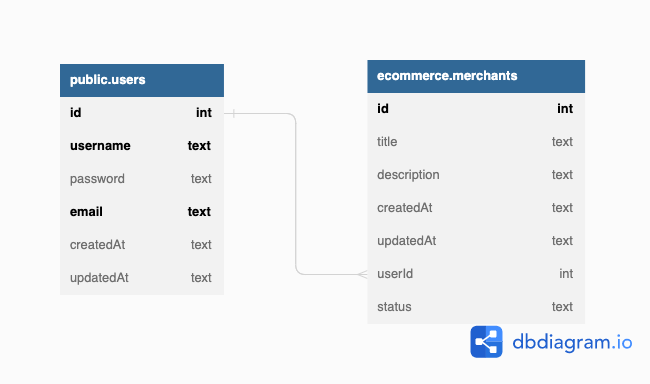 public.users
id int
username text
password text
email text
createdAt text
updatedAt text
ecommerce.merchants
id int
title text
description text
createdAt text
updatedAt text
userId int
status text
dbdiagram.io